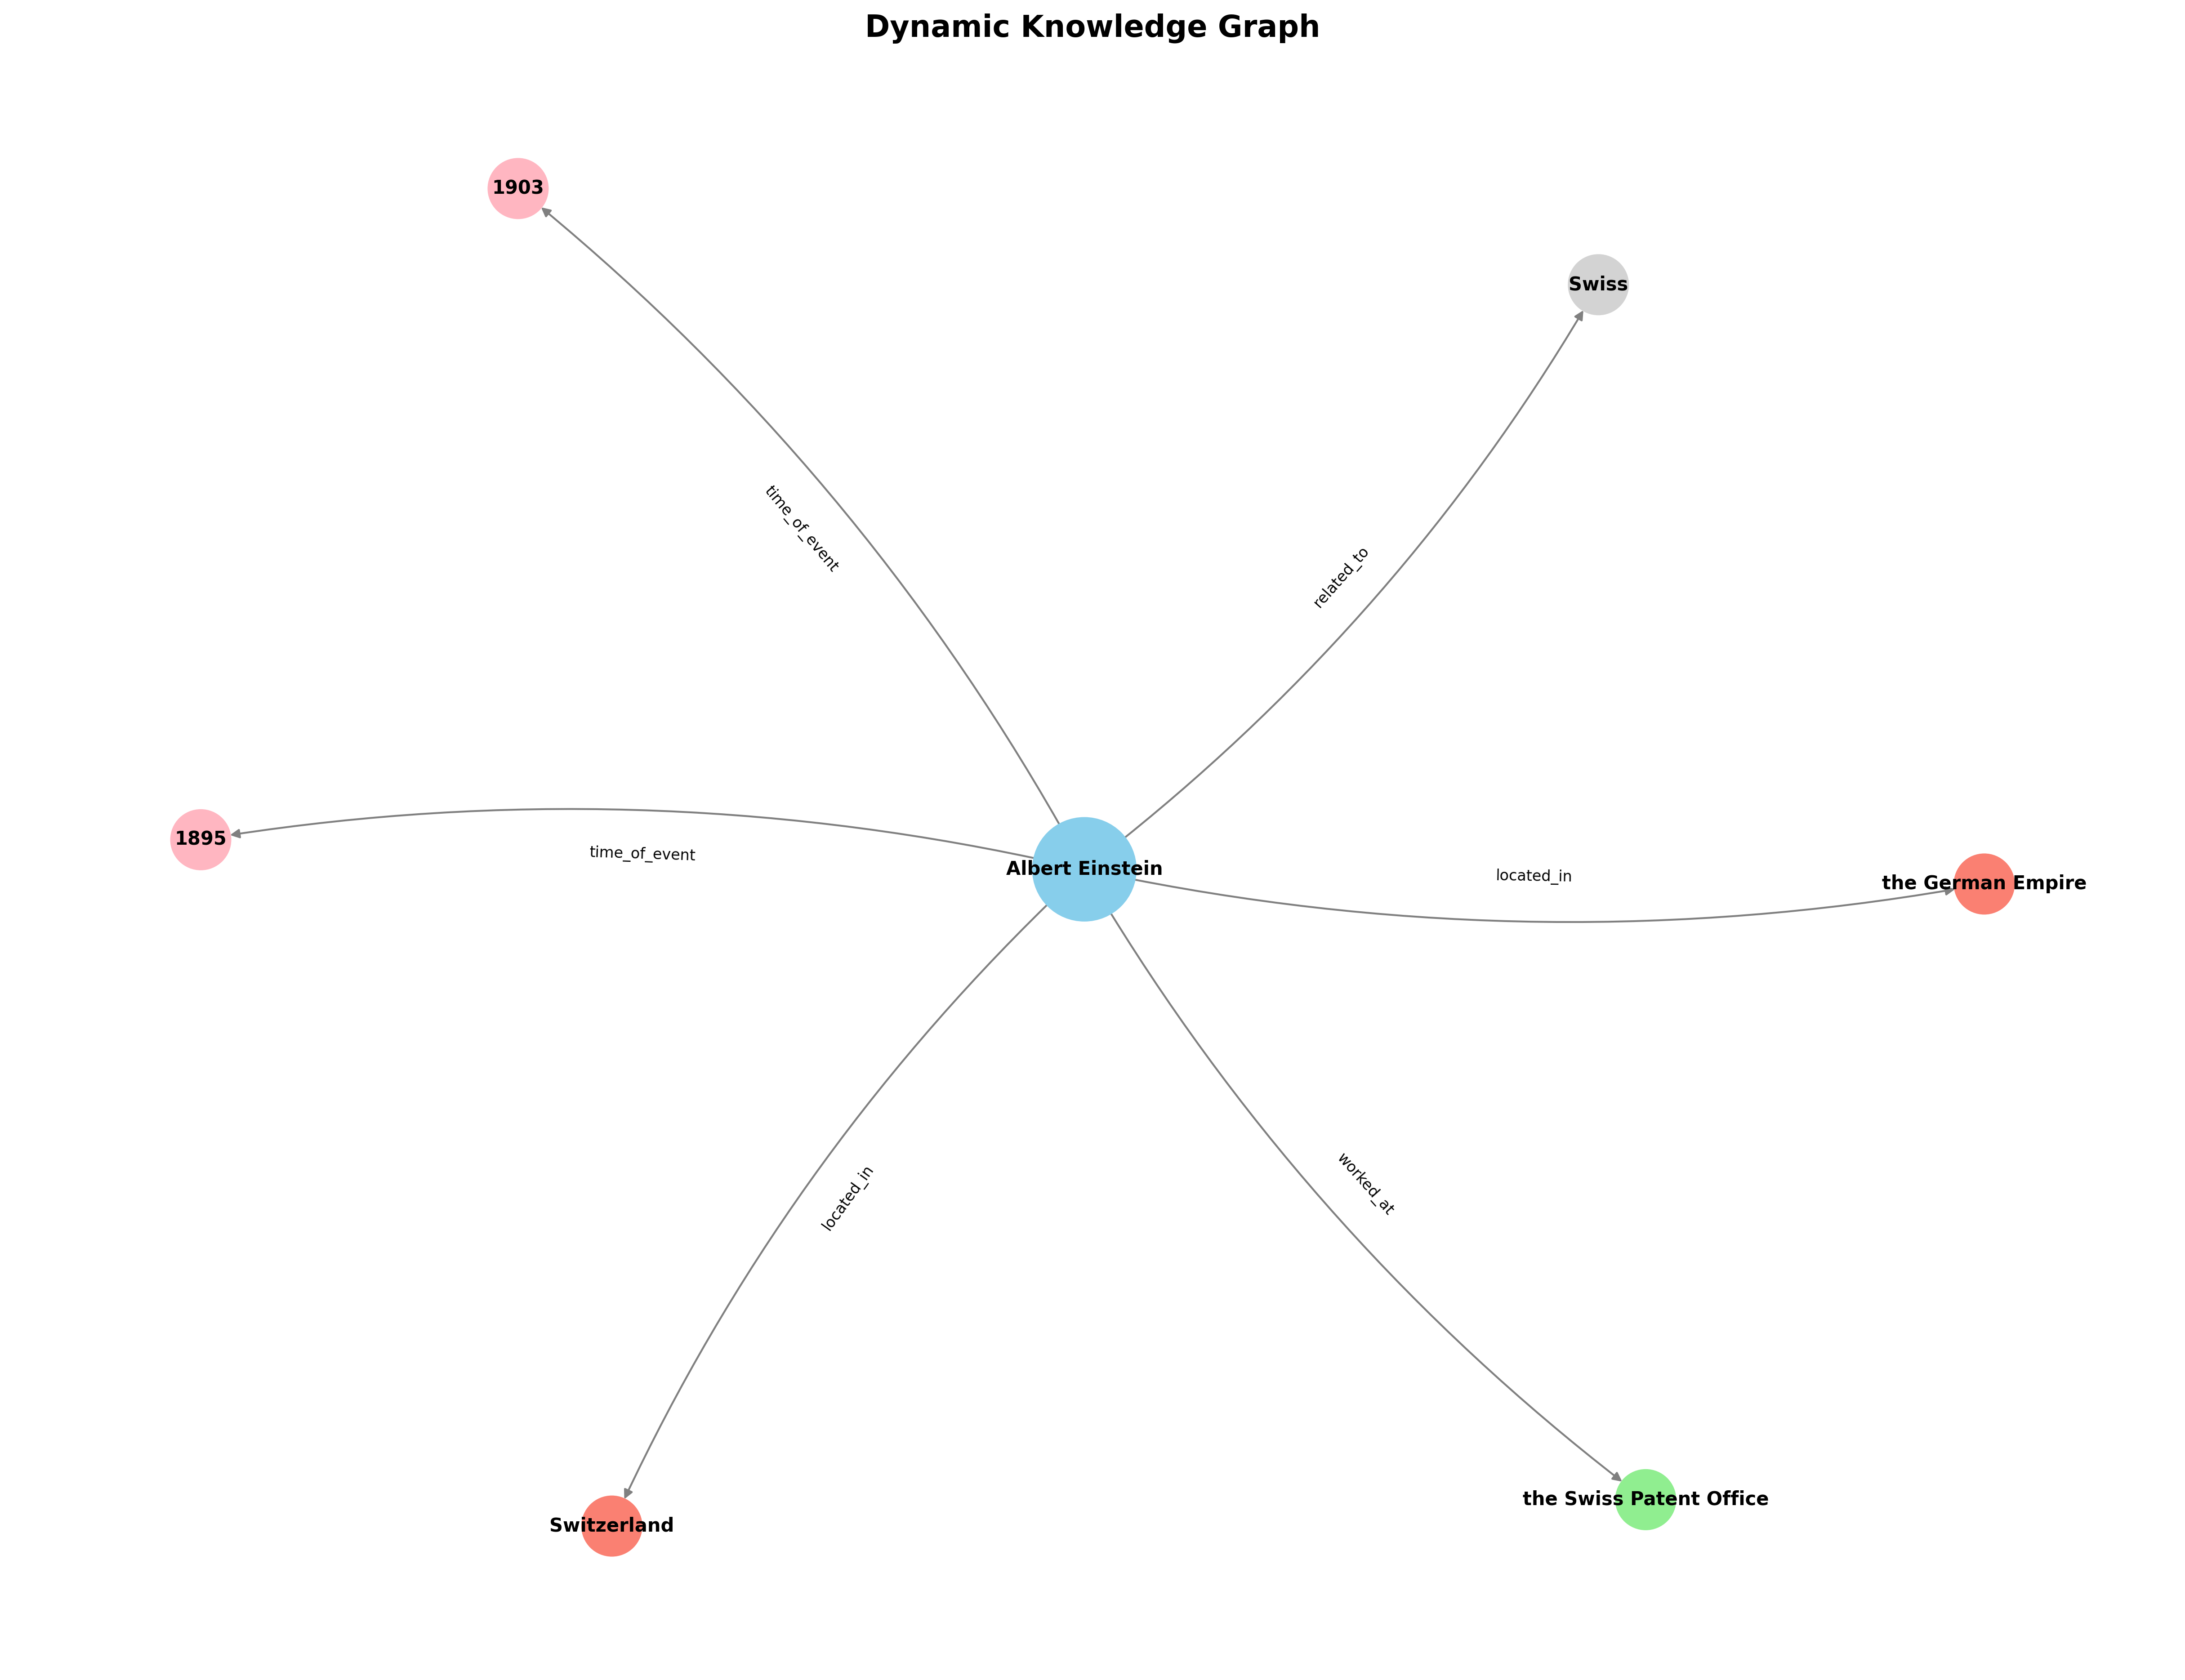 Dynamic Knowledge Graph
1903
Swiss
time_of_event
related_to
1895
time_of_event
Albert Einstein
located_in
the German Empire
located_in
worked_at
Switzerland
the Swiss Patent Office